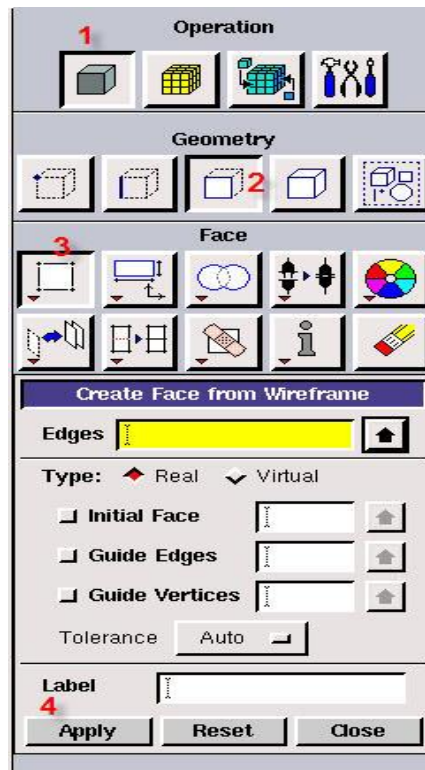 Operation
1
Geometry
2
Face
3
Create Face from Wireframe
Edges
Type: Real Virtual
Initial Face
Guide Edges
Guide Vertices
Tolerance Auto
Label
4
Apply Reset Close